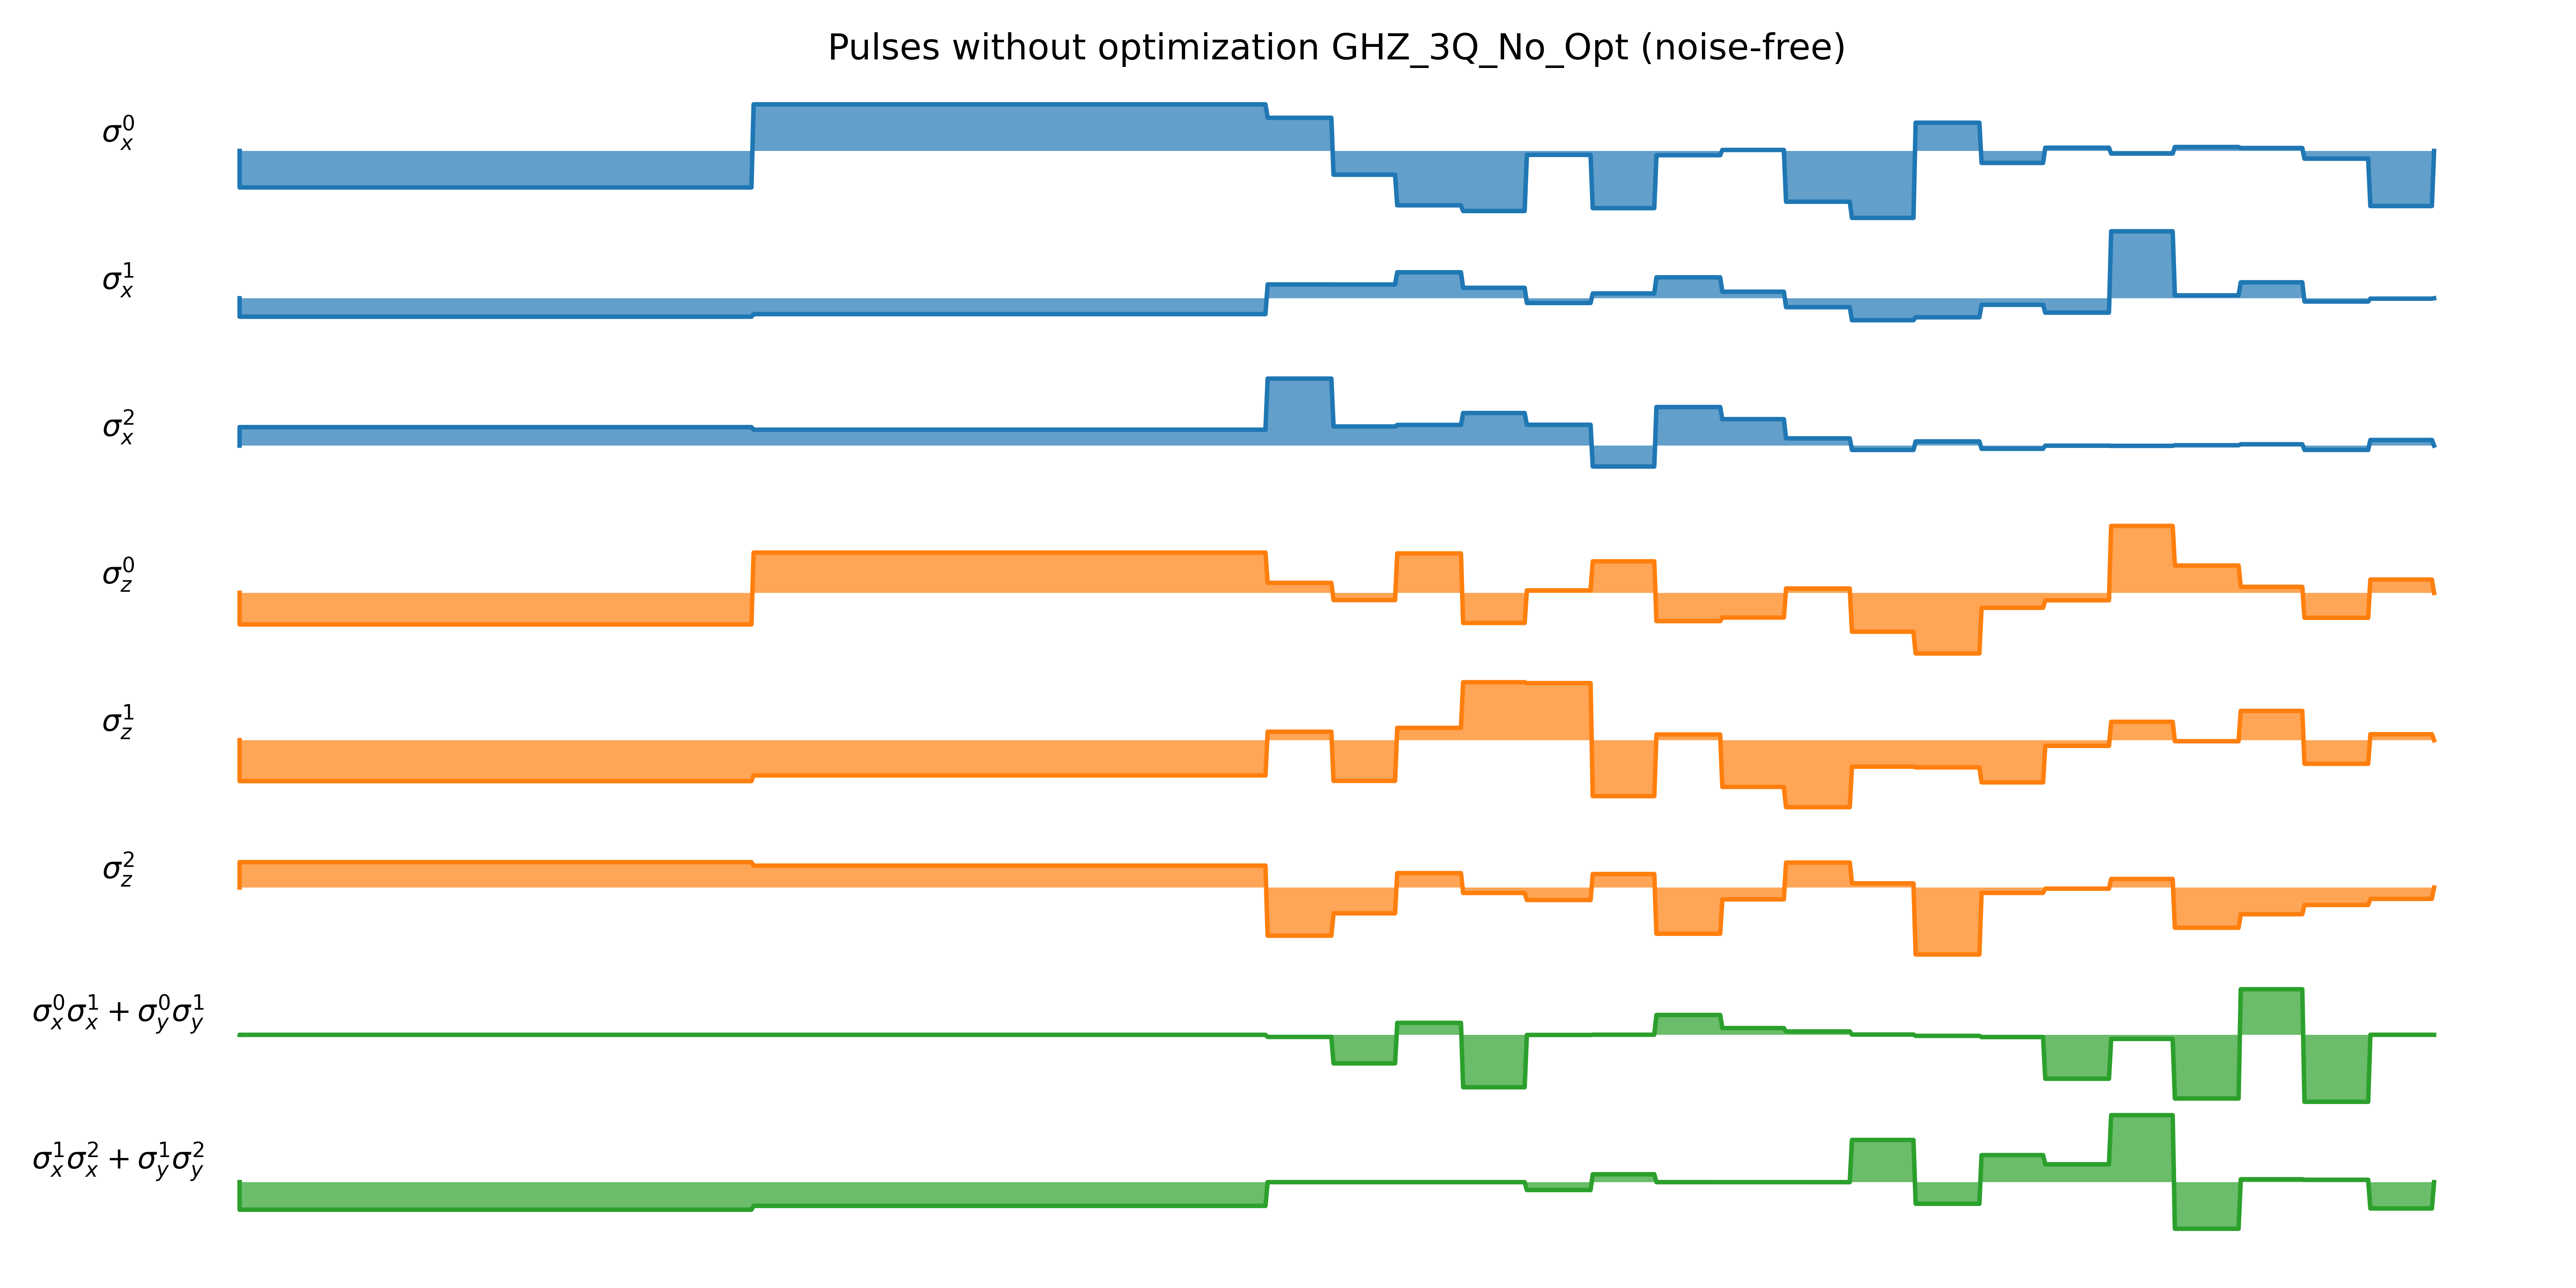 Pulses without optimization GHZ_3Q_No_Opt (noise-free)
σ_x^0
σ_x^1
σ_x^2
σ_z^0
σ_z^1
σ_z^2
σ_x^0σ_x^1 + σ_y^0σ_y^1
σ_x^1σ_x^2 + σ_y^1σ_y^2